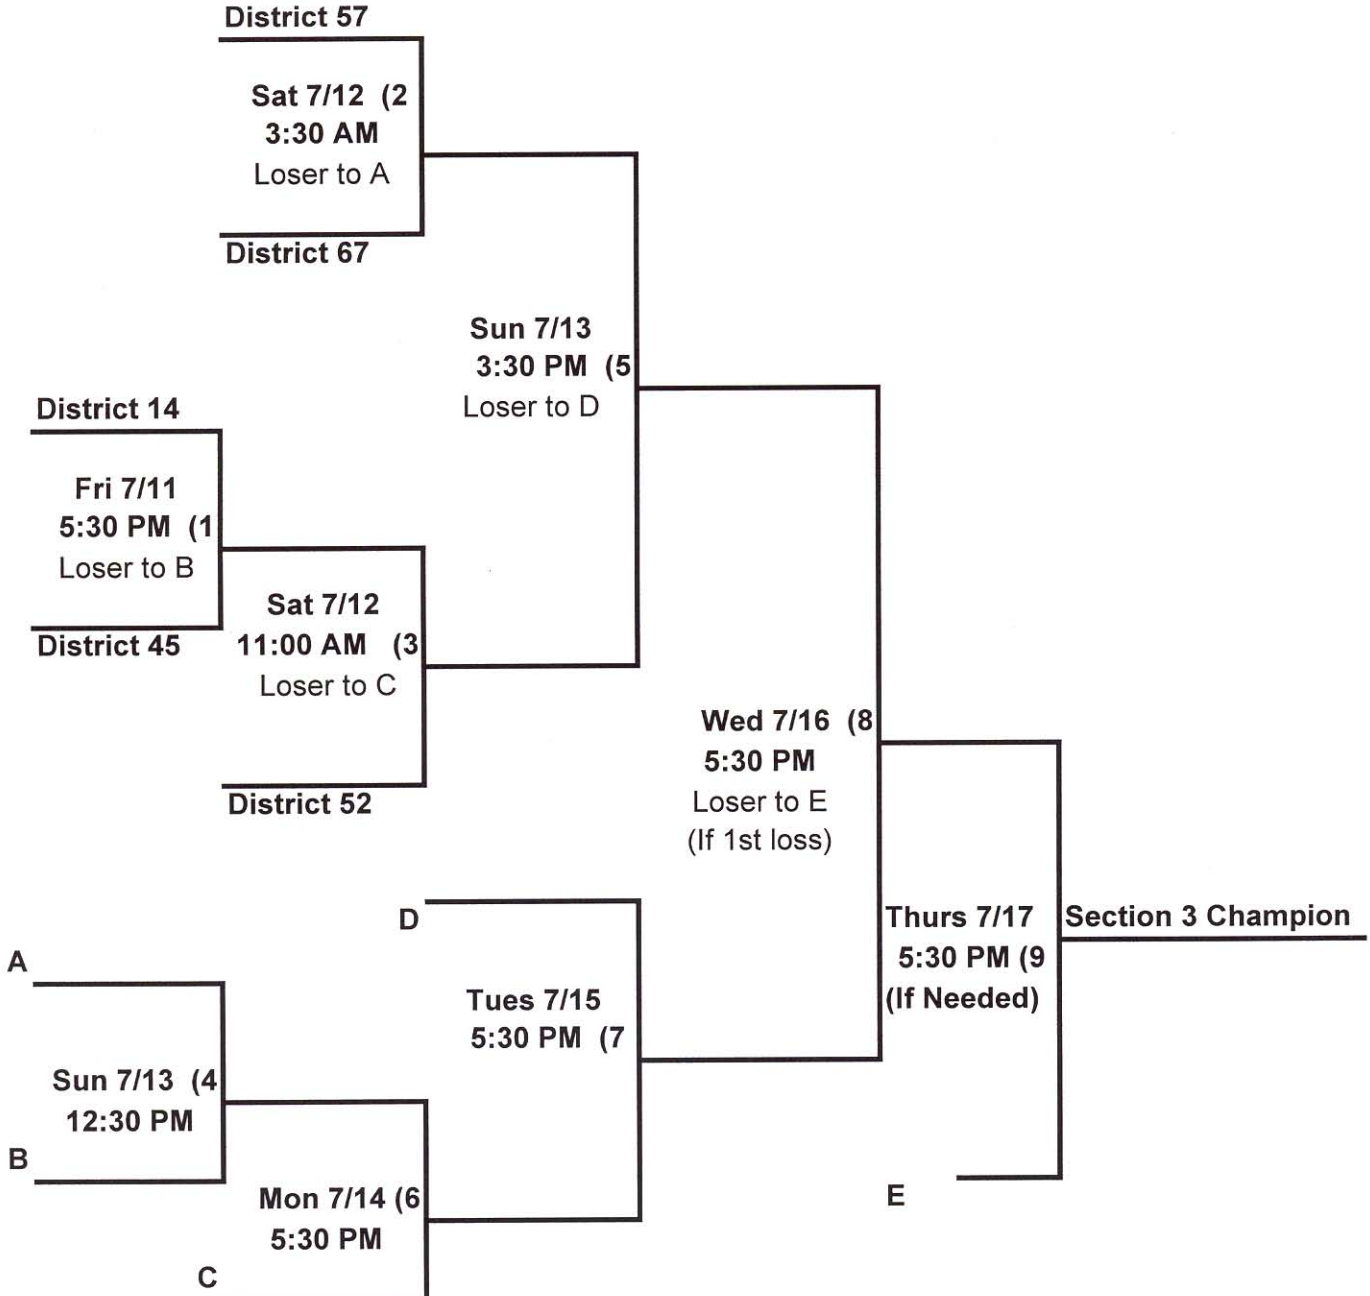 District 57
Sat 7/12 (2
3:30 AM
Loser to A
District 67
Sun 7/13
3:30 PM (5
Loser to D
District 14
Fri 7/11
5:30 PM (1
Loser to B
District 45
Sat 7/12
11:00 AM (3
Loser to C
District 52
Wed 7/16 (8
5:30 PM
Loser to E
(If 1st loss)
D
Thurs 7/17
5:30 PM (9
(If Needed)
Section 3 Champion
A
Tues 7/15
5:30 PM (7
Sun 7/13 (4
12:30 PM
B
Mon 7/14 (6
5:30 PM
E
C